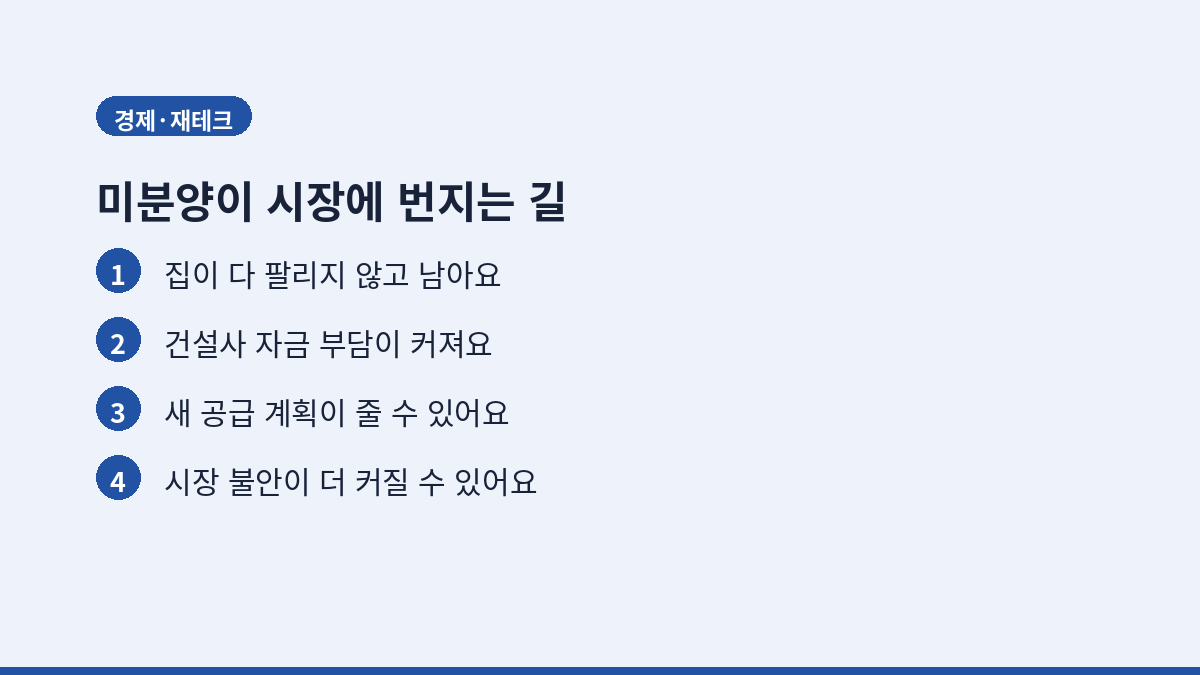 경제·재테크
미분양이 시장에 번지는 길
1 집이 다 팔리지 않고 남아요
2 건설사 자금 부담이 커져요
3 새 공급 계획이 줄 수 있어요
4 시장 불안이 더 커질 수 있어요